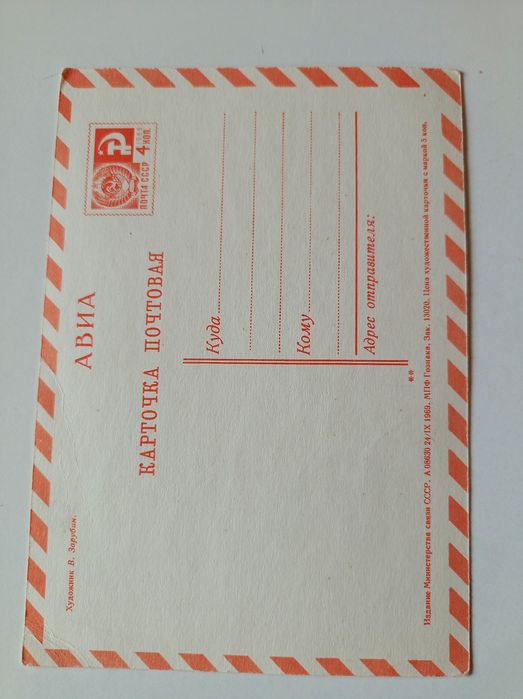 Художник В. Зарубин.
АВИА
КАРТОЧКА ПОЧТОВАЯ
4
КОП.
ПОЧТА СССР
Куда
Кому
Адрес отправителя:
**
Издание Министерства связи СССР. А 08630 24/IX 1969. МПФ Гознака. Зак. 13020. Цена художественной карточки с маркой 5 коп.